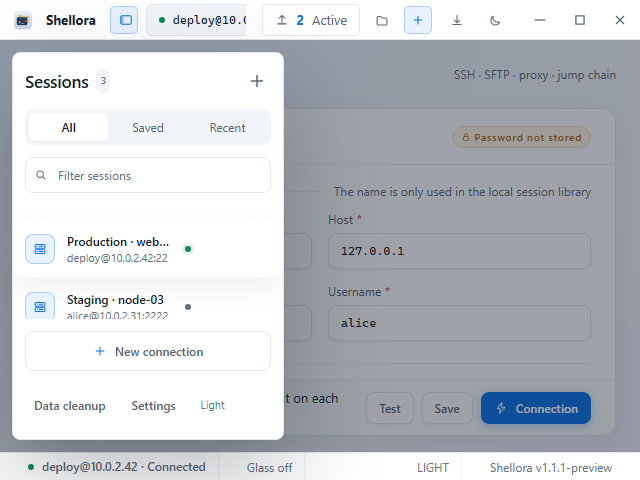 Shellora
deploy@10.0
2 Active
Sessions 3
SSH · SFTP · proxy · jump chain
All Saved Recent
Password not stored
Filter sessions
The name is only used in the local session library
Host *
127.0.0.1
Production · web...
deploy@10.0.2.42:22
Username *
alice
Staging · node-03
alice@10.0.2.31:2222
New connection
it on each
Test Save Connection
Data cleanup Settings Light
deploy@10.0.2.42 · Connected Glass off LIGHT Shellora v1.1.1-preview